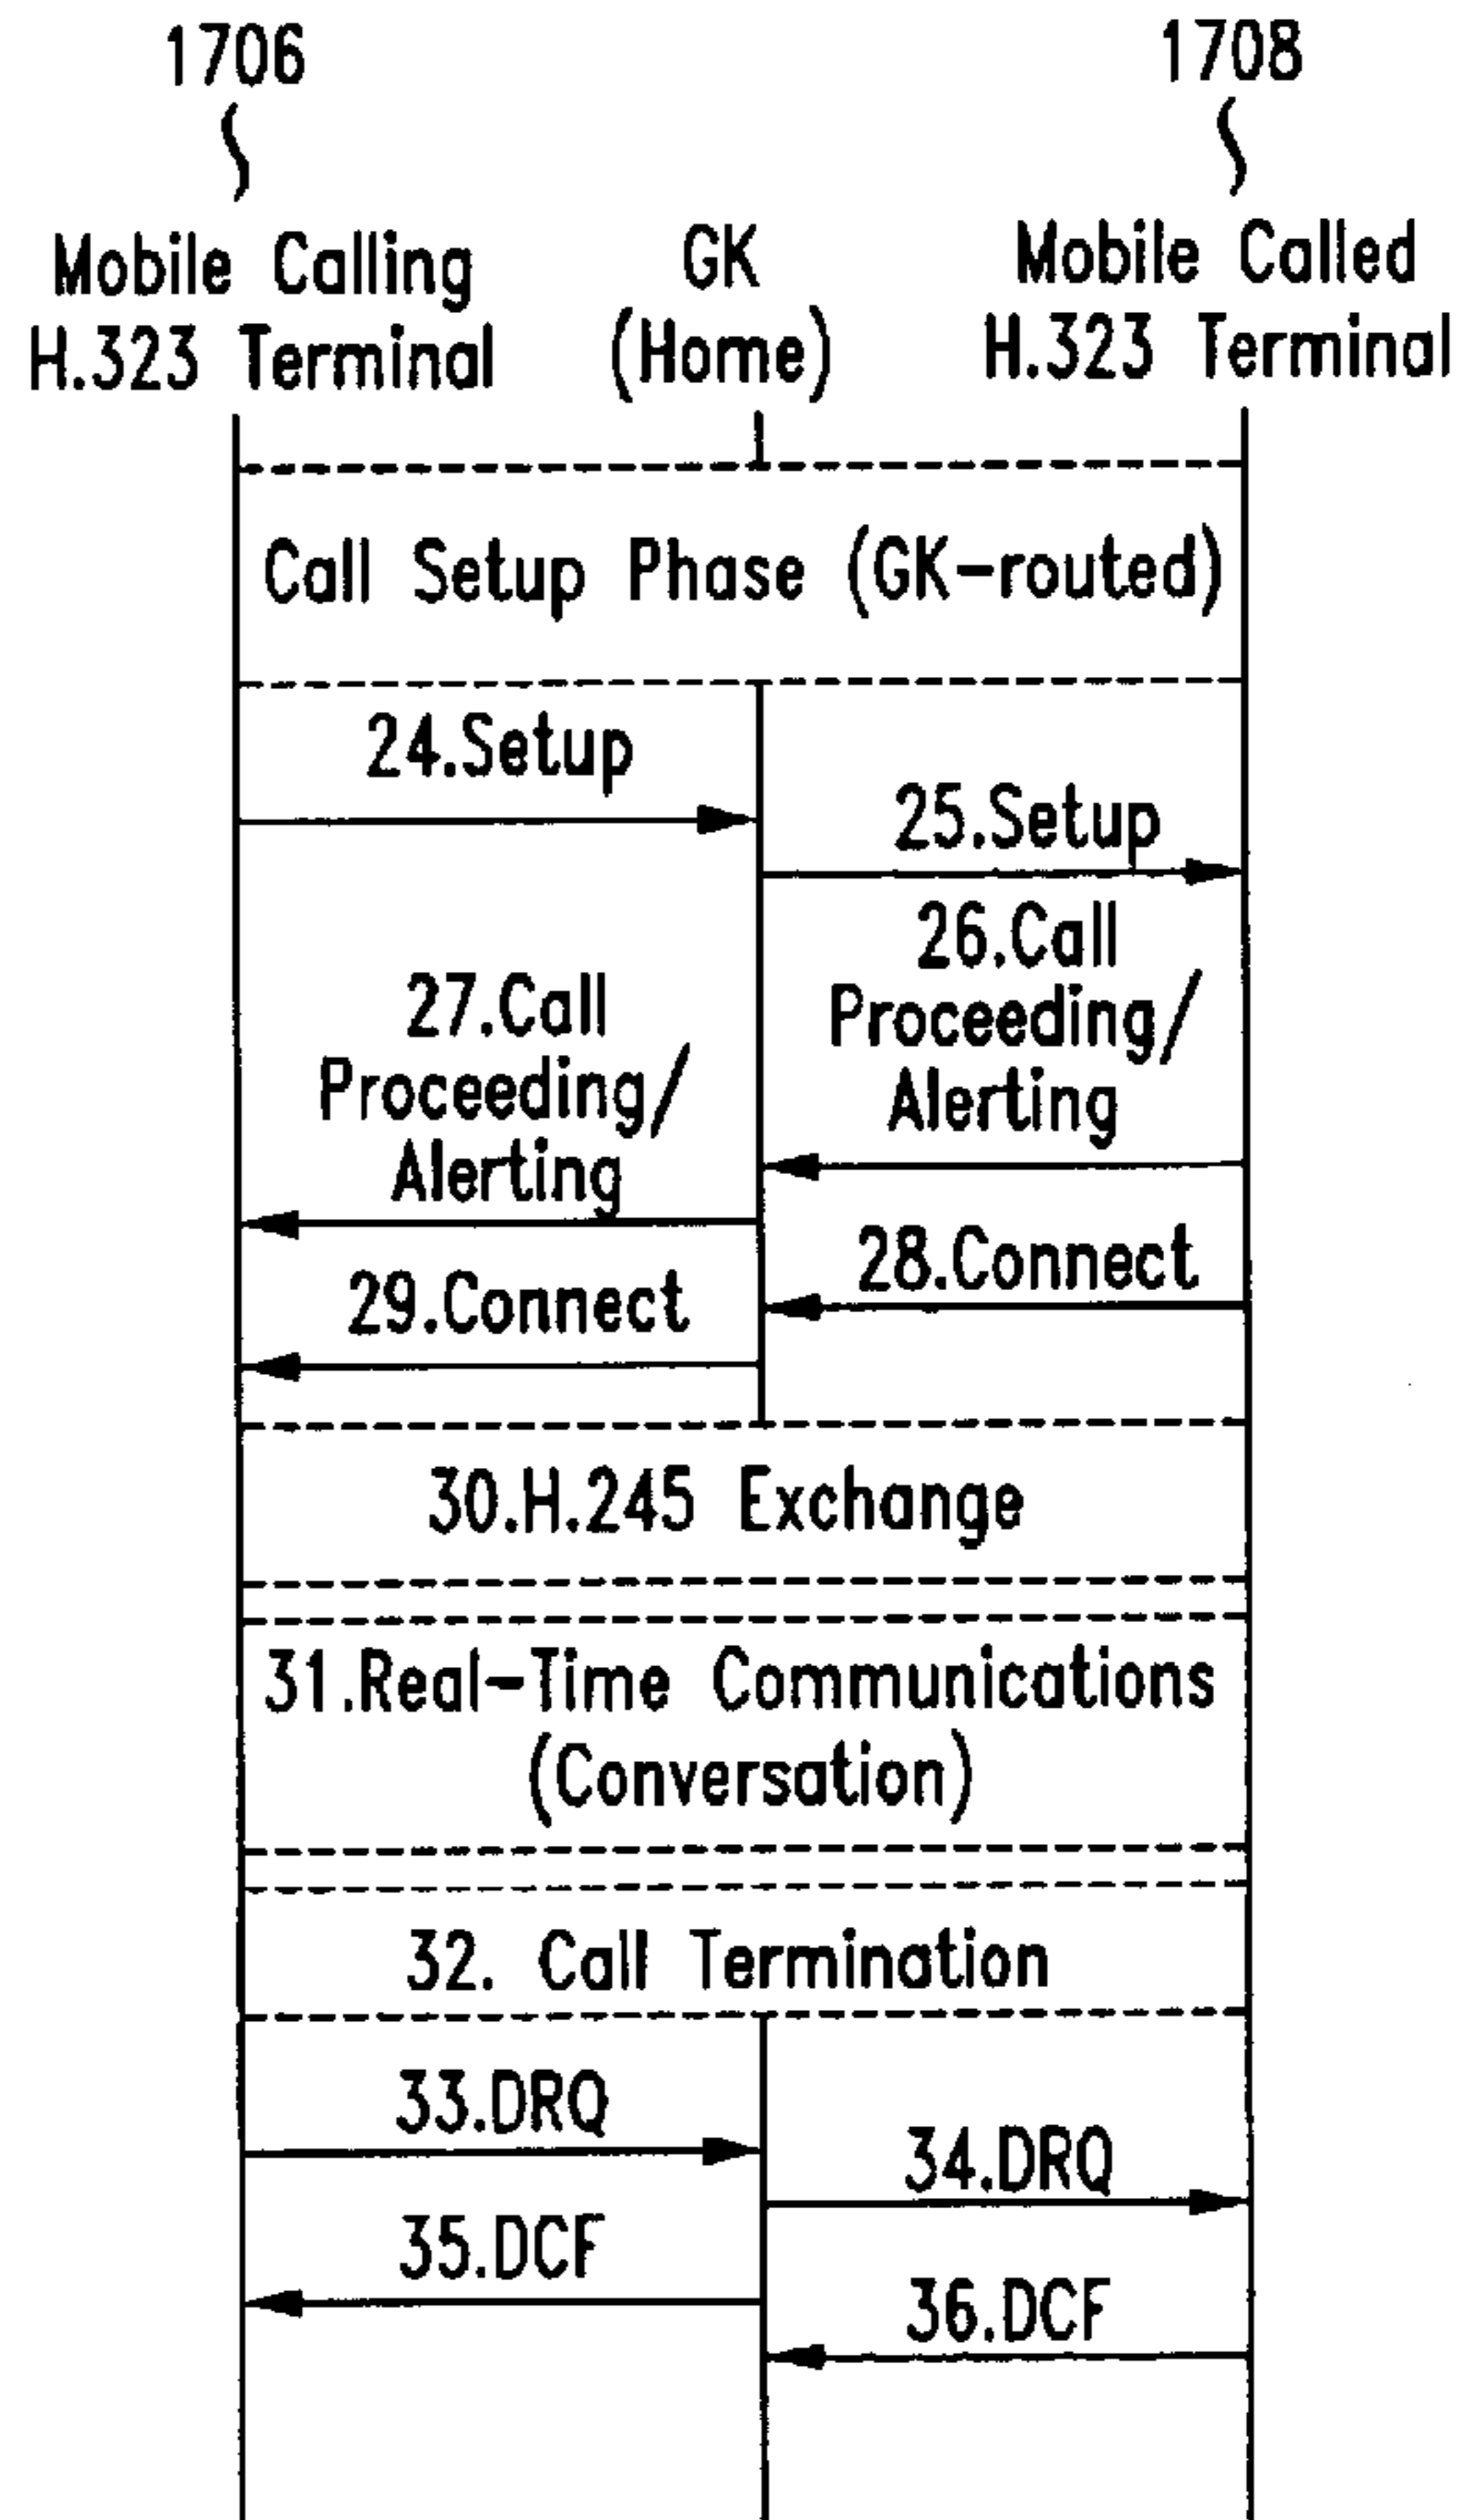 1706
1708
Mobile Calling
H.323 Terminal
GK
(Home)
Mobile Called
H.323 Terminal
Call Setup Phase (GK-routed)
24.Setup
25.Setup
26.Call
Proceeding/
Alerting
27.Call
Proceeding/
Alerting
28.Connect
29.Connect
30.H.245 Exchange
31.Real-Time Communications
(Conversation)
32. Call Termination
33.DRQ
34.DRQ
35.DCF
36.DCF